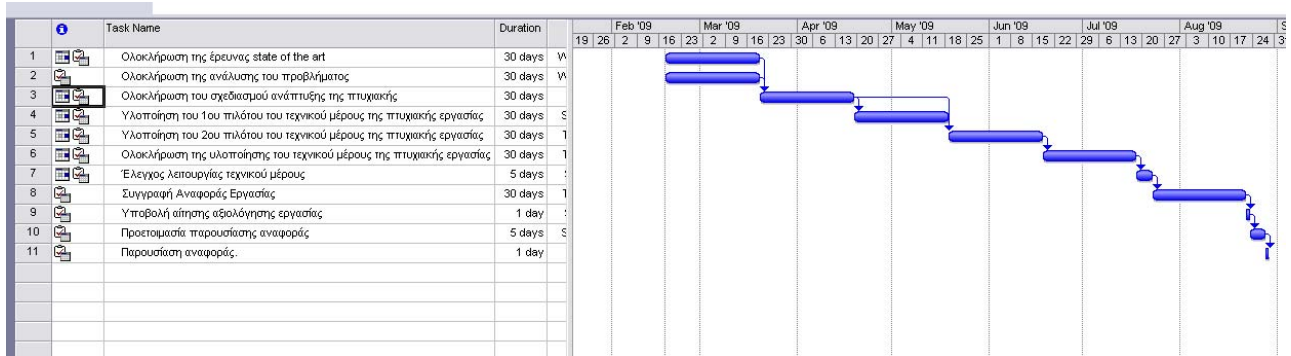 Task Name Duration Feb '09 Mar '09 Apr '09 May '09 Jun '09 Jul '09 Aug '09 S
19 26 2 9 16 23 2 9 16 23 30 6 13 20 27 4 11 18 25 1 8 15 22 29 6 13 20 27 3 10 17 24 31
1 Ολοκλήρωση της έρευνας state of the art 30 days W
2 Ολοκλήρωση της ανάλυσης του προβλήματος 30 days W
3 Ολοκλήρωση του σχεδιασμού ανάπτυξης της πτυχιακής 30 days
4 Υλοποίηση του 1ου πιλότου του τεχνικού μέρους της πτυχιακής εργασίας 30 days S
5 Υλοποίηση του 2ου πιλότου του τεχνικού μέρους της πτυχιακής εργασίας 30 days T
6 Ολοκλήρωση της υλοποίησης του τεχνικού μέρους της πτυχιακής εργασίας 30 days T
7 Έλεγχος λειτουργίας τεχνικού μέρους 5 days
8 Συγγραφή Αναφοράς Εργασίας 30 days T
9 Υποβολή αίτησης αξιολόγησης εργασίας 1 day
10 Προετοιμασία παρουσίασης αναφοράς 5 days S
11 Παρουσίαση αναφοράς. 1 day